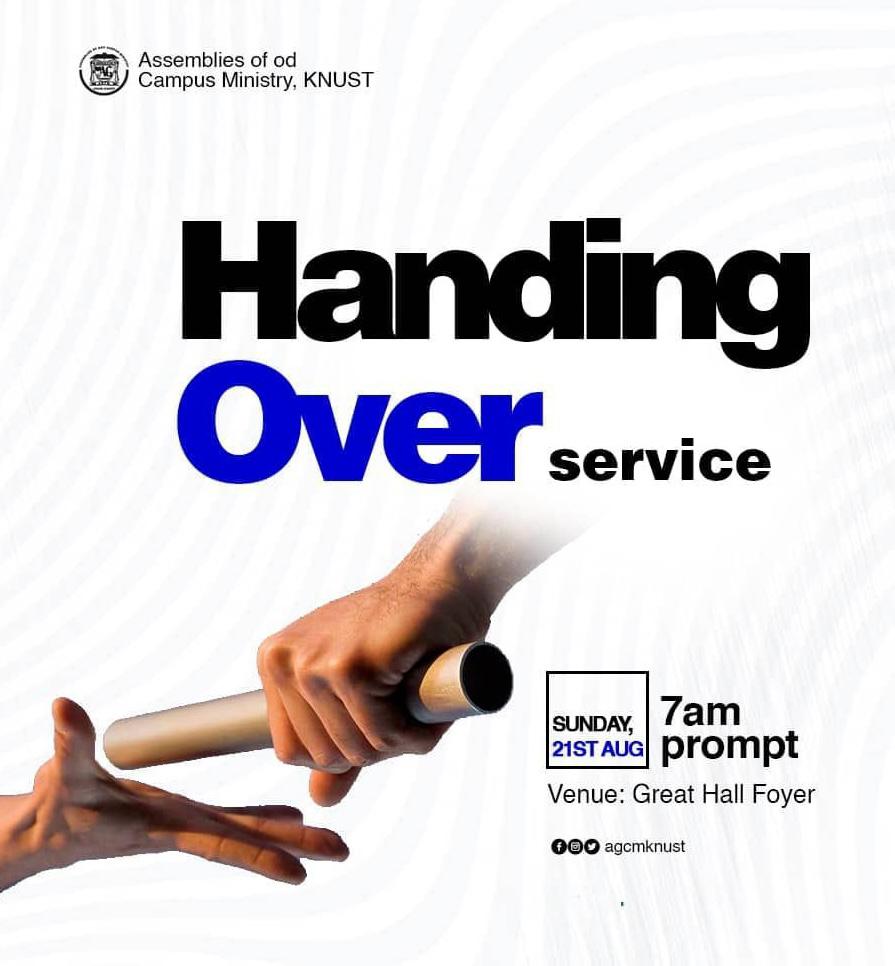 Assemblies of od
Campus Ministry, KNUST
Handing
Over service
SUNDAY,
21ST AUG
7am
prompt
Venue: Great Hall Foyer
agcmknust